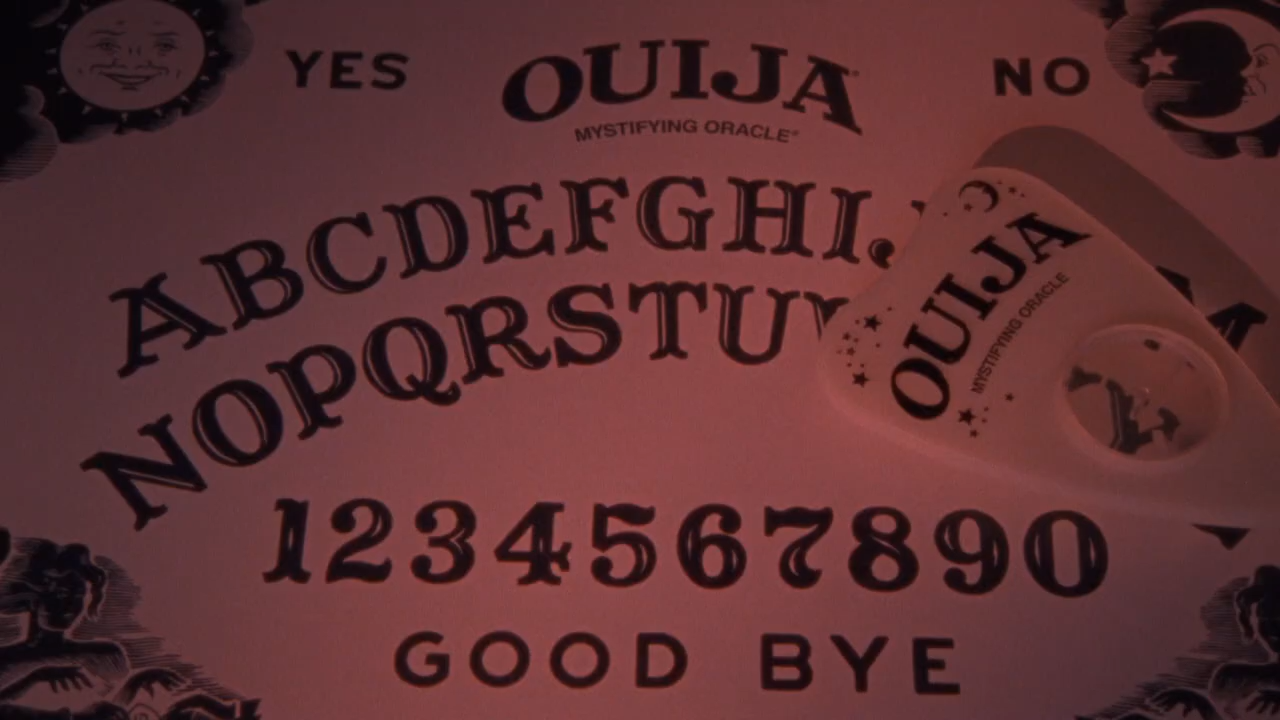 YES OUIJA NO
MYSTIFYING ORACLE
ABCDEFGHI
NOPQRSTU
OUIJA
MYSTIFYING ORACLE
1234567890
GOOD BYE